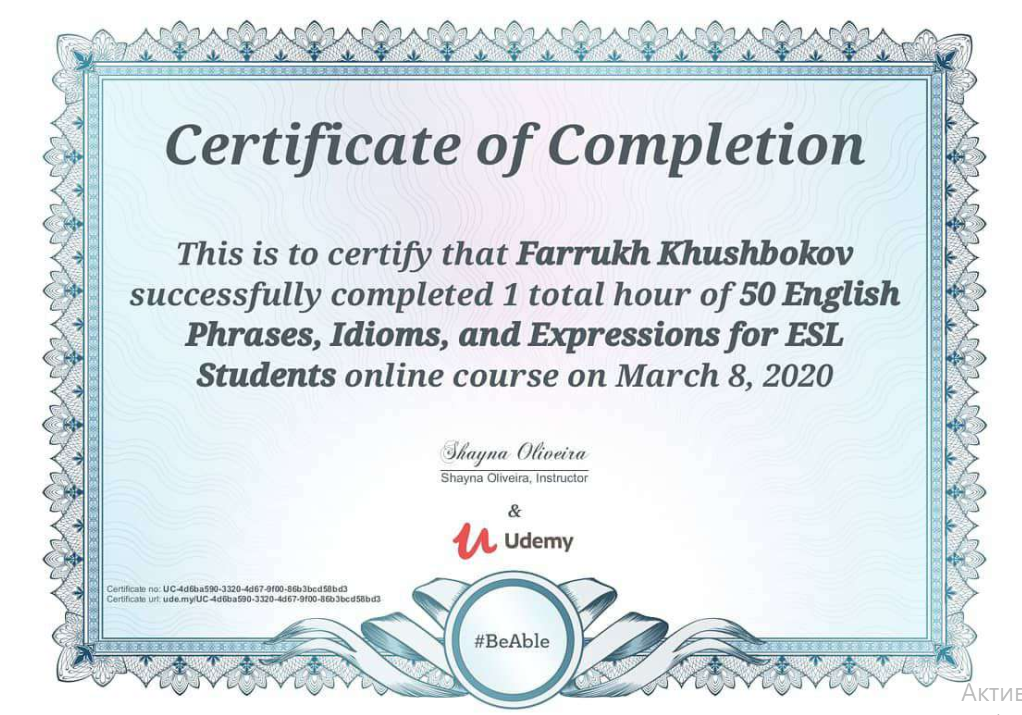 Certificate of Completion
This is to certify that Farrukh Khushbokov
successfully completed 1 total hour of 50 English
Phrases, Idioms, and Expressions for ESL
Students online course on March 8, 2020
Shayna Oliveira
Shayna Oliveira, Instructor
&
Udemy
Certificate no: UC-4d6ba590-3320-4d67-9f00-86b3bcd58bd3
Certificate url: ude.my/UC-4d6ba590-3320-4d67-9f00-86b3bcd58bd3
#BeAble
Актив